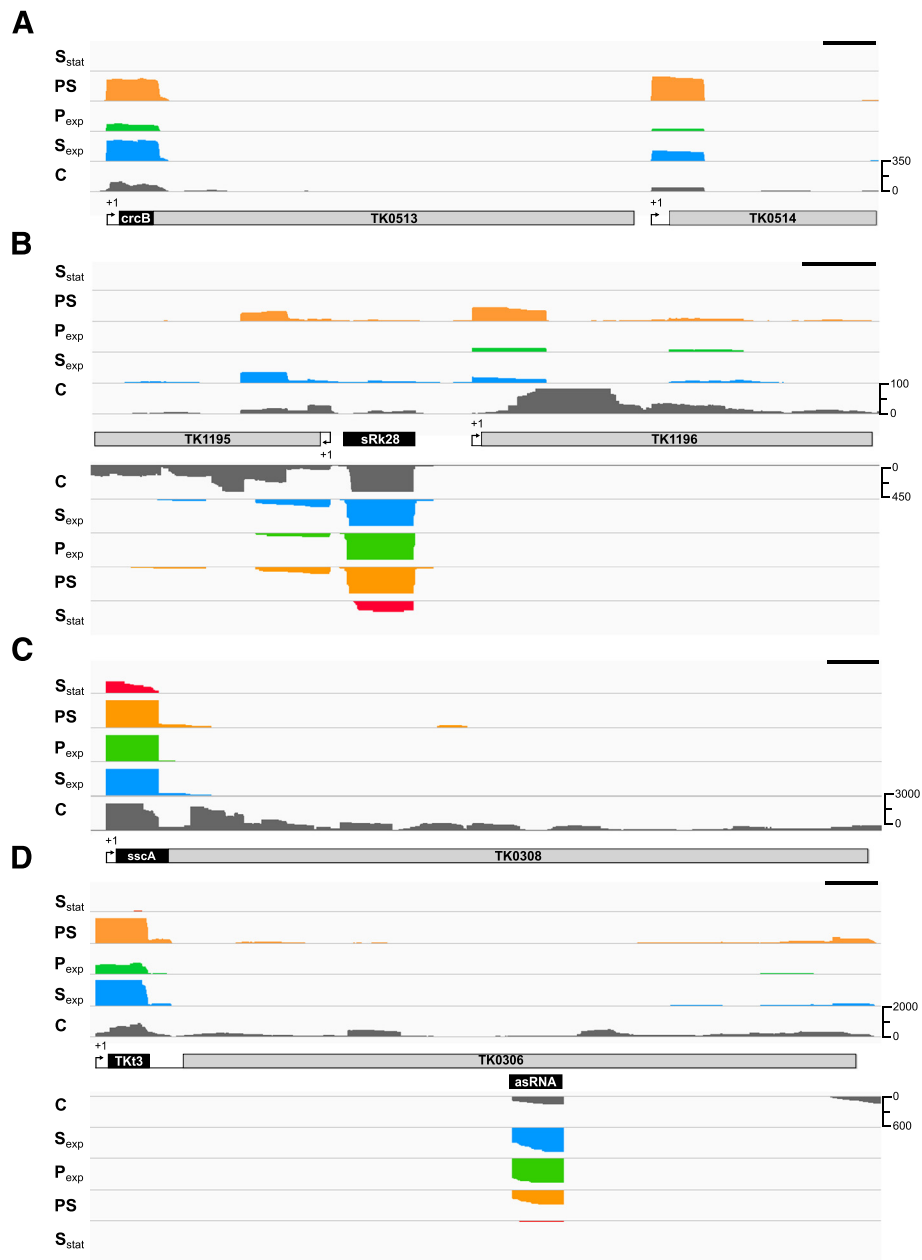 A
Sstat
PS
Pexp
Sexp
350
C
0
+1 +1
crcB TK0513 TK0514
B
Sstat
PS
Pexp
Sexp
100
C
0
+1
TK1195 sRk28 TK1196
+1
0
C
450
Sexp
Pexp
PS
Sstat
C
Sstat
PS
Pexp
Sexp
3000
C
0
+1
sscA TK0308
D
Sstat
PS
Pexp
Sexp
2000
C
0
+1
TKt3 TK0306
asRNA
0
C
600
Sexp
Pexp
PS
Sstat